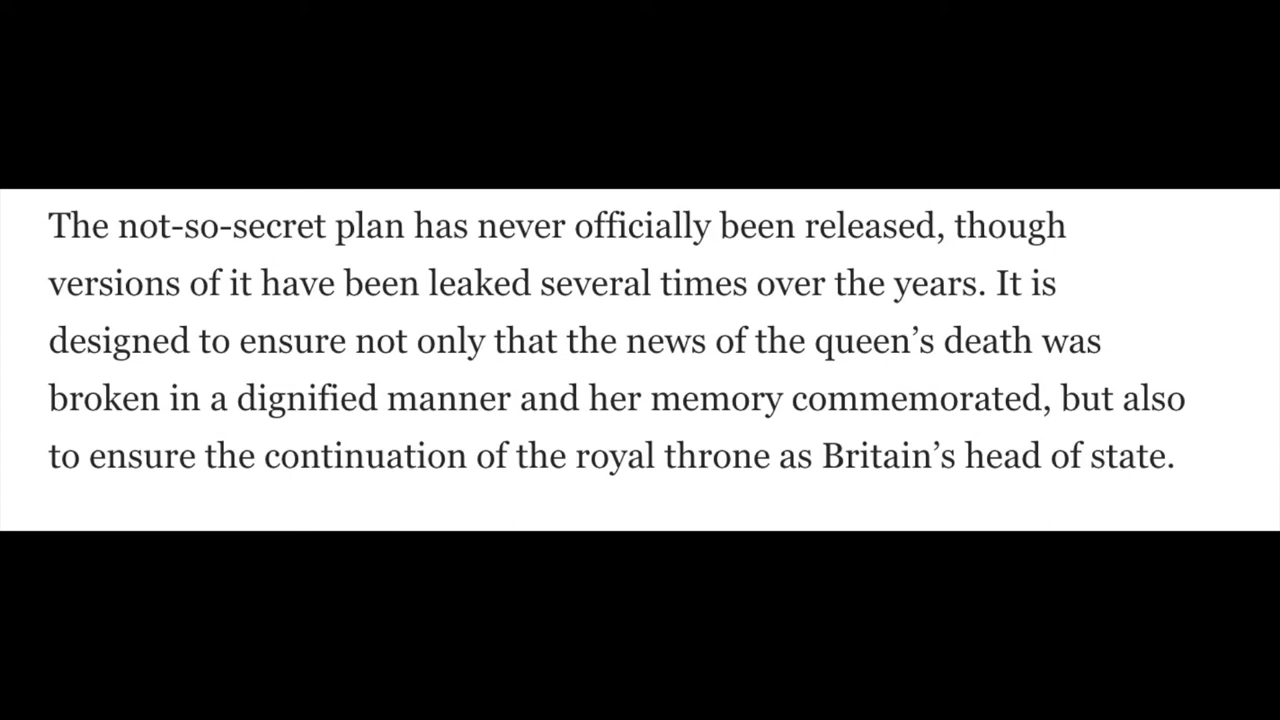 The not-so-secret plan has never officially been released, though
versions of it have been leaked several times over the years. It is
designed to ensure not only that the news of the queen’s death was
broken in a dignified manner and her memory commemorated, but also
to ensure the continuation of the royal throne as Britain’s head of state.